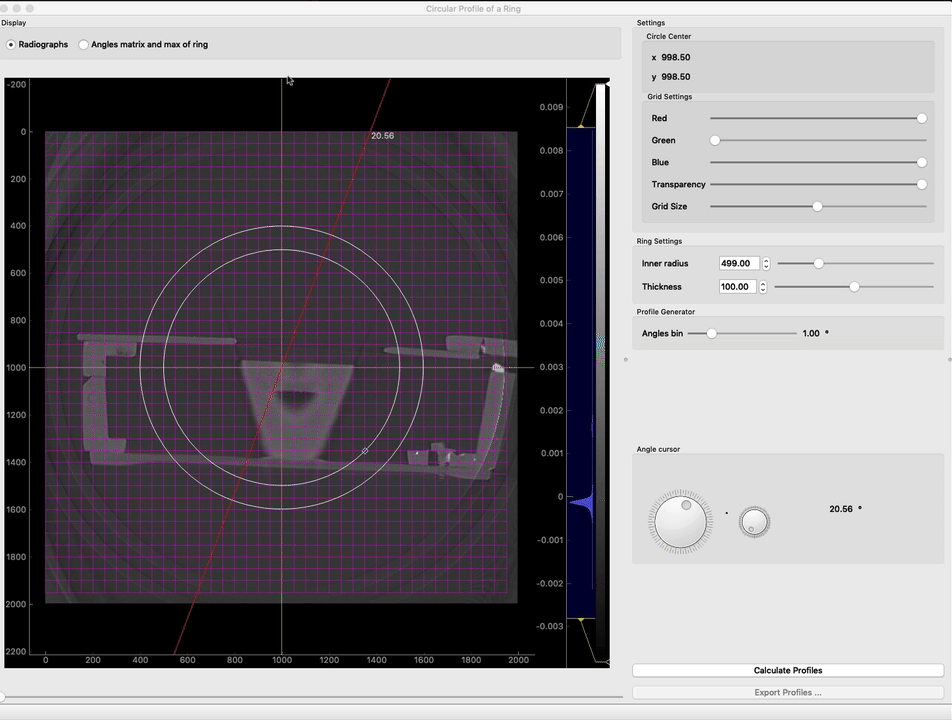 Circular Profile of a Ring
Display
Radiographs Angles matrix and max of ring
-200
0
200
400
600
800
1000
1200
1400
1600
1800
2000
2200
0 200 400 600 800 1000 1200 1400 1600 1800 2000
20.56
0.009
0.008
0.007
0.006
0.005
0.004
0.003
0.002
0.001
0
-0.001
-0.002
-0.003
Settings
Circle Center
x 998.50
y 998.50
Grid Settings
Red
Green
Blue
Transparency
Grid Size
Ring Settings
Inner radius 499.00
Thickness 100.00
Profile Generator
Angles bin 1.00 °
Angle cursor
. 20.56 °
Calculate Profiles
Export Profiles ...